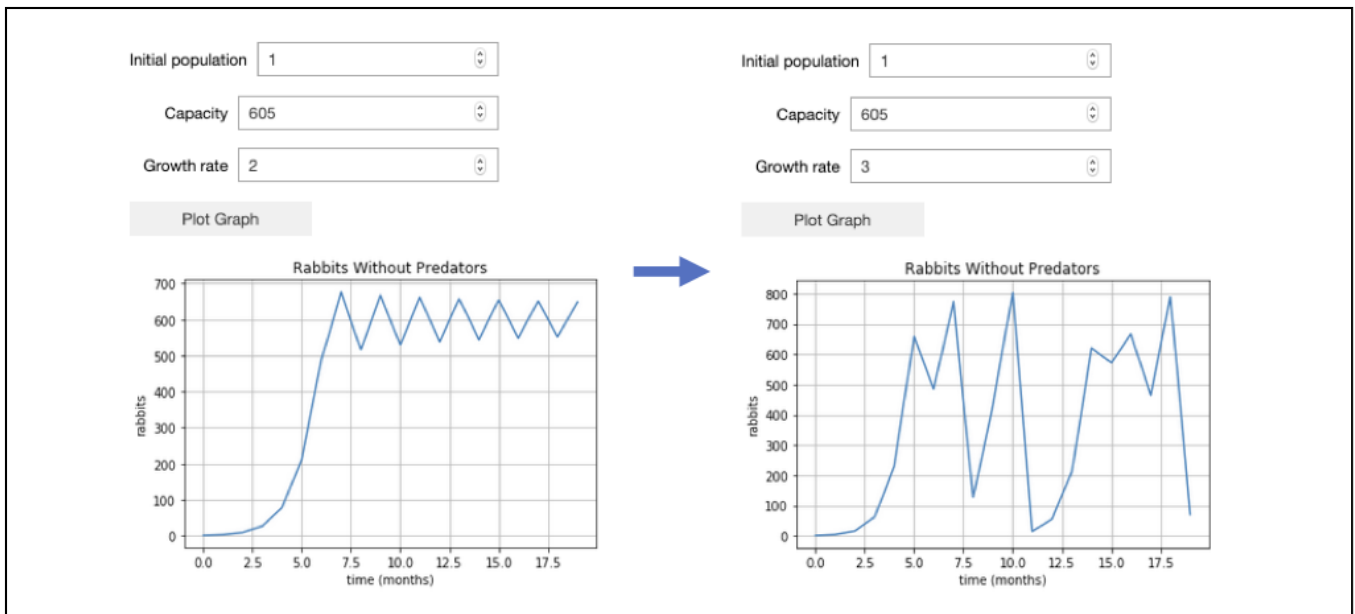 Initial population 1
Capacity 605
Growth rate 2
Plot Graph
Rabbits Without Predators
700
600
500
400
300
200
100
0
rabbits
0.0 2.5 5.0 7.5 10.0 12.5 15.0 17.5
time (months)
Initial population 1
Capacity 605
Growth rate 3
Plot Graph
Rabbits Without Predators
800
700
600
500
400
300
200
100
0
rabbits
0.0 2.5 5.0 7.5 10.0 12.5 15.0 17.5
time (months)